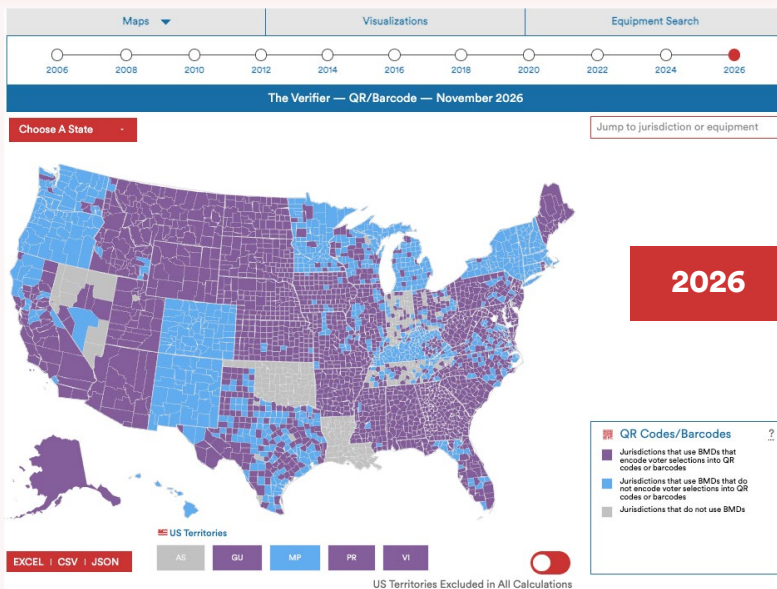 Maps
Visualizations
Equipment Search
2006 2008 2010 2012 2014 2016 2018 2020 2022 2024 2026
The Verifier — QR/Barcode — November 2026
Choose A State -
Jump to jurisdiction or equipment
2026
QR Codes/Barcodes ?
Jurisdictions that use BMDs that
encode voter selections into QR
codes or barcodes
Jurisdictions that use BMDs that do
not encode voter selections into QR
codes or barcodes
Jurisdictions that do not use BMDs
US Territories
AS GU MP PR VI
EXCEL | CSV | JSON
US Territories Excluded in All Calculations